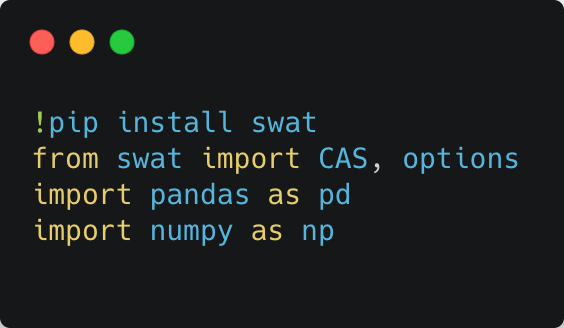 !pip install swat
from swat import CAS, options
import pandas as pd
import numpy as np